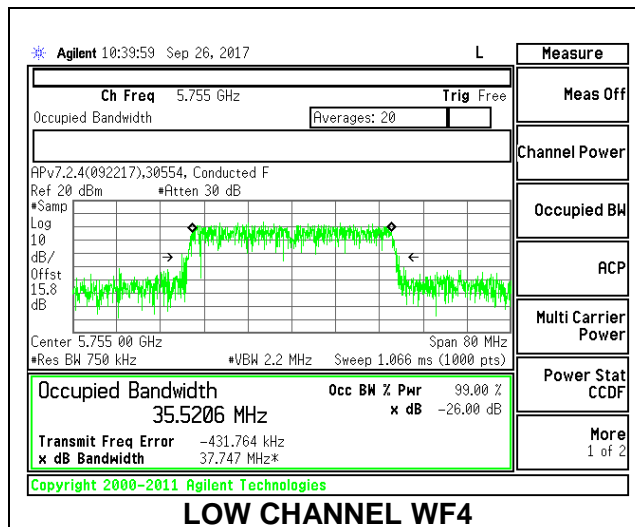 Agilent 10:39:59 Sep 26, 2017 L Measure
Ch Freq 5.755 GHz Trig Free
Meas Off
Occupied Bandwidth Averages: 20
Channel Power
APv7.2.4(092217),30554, Conducted F
Ref 20 dBm #Atten 30 dB
#Samp
Log
10
dB/
Offst
15.8
dB
Occupied BW
ACP
Multi Carrier
Power
Center 5.755 00 GHz Span 80 MHz
#Res BW 750 kHz #VBW 2.2 MHz Sweep 1.066 ms (1000 pts)
Power Stat
CCDF
Occupied Bandwidth Occ BW % Pwr 99.00 %
35.5206 MHz x dB -26.00 dB
Transmit Freq Error -431.764 kHz
x dB Bandwidth 37.747 MHz*
More
1 of 2
Copyright 2000-2011 Agilent Technologies
LOW CHANNEL WF4